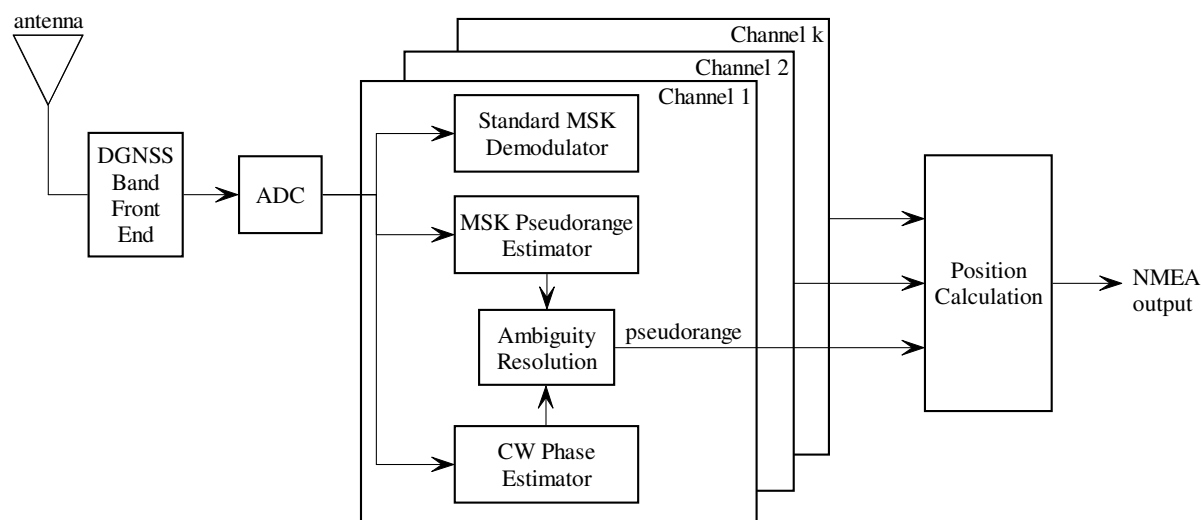 antenna
DGNSS
Band
Front
End
ADC
Channel k
Channel 2
Channel 1
Standard MSK
Demodulator
MSK Pseudorange
Estimator
Ambiguity
Resolution
pseudorange
CW Phase
Estimator
Position
Calculation
NMEA
output